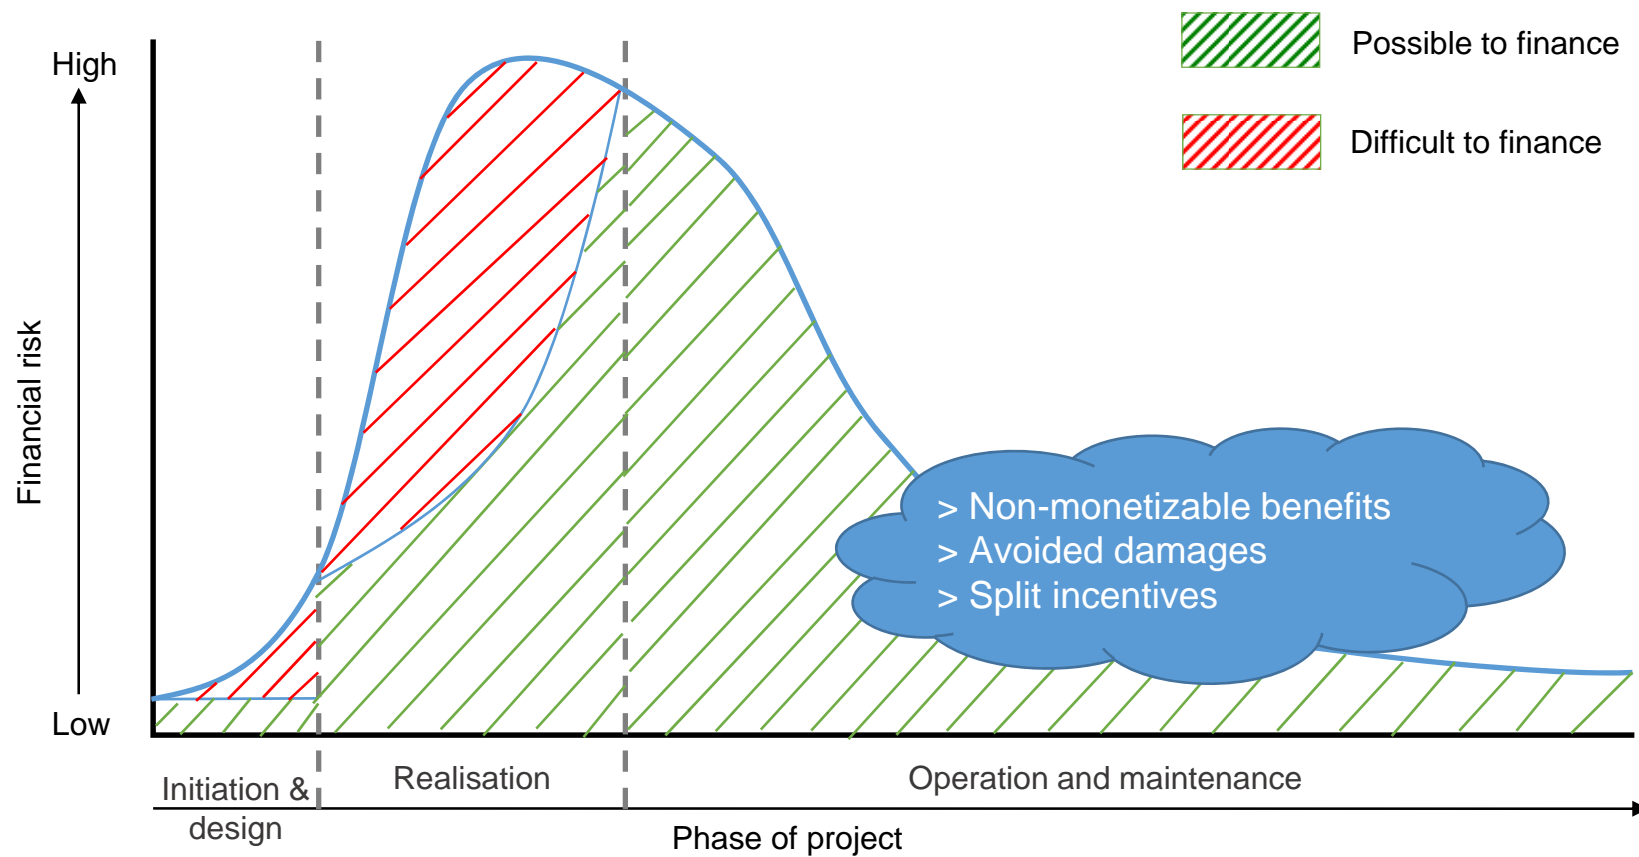 Possible to finance
Difficult to finance
High
Financial risk
Low
> Non-monetizable benefits
> Avoided damages
> Split incentives
Initiation &
design
Realisation
Operation and maintenance
Phase of project